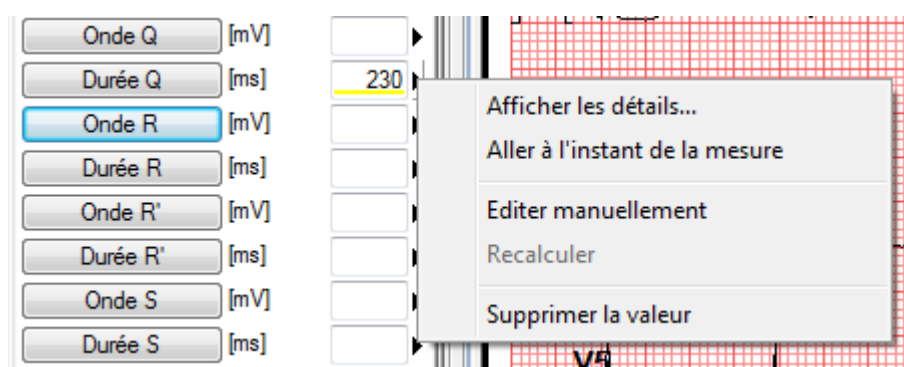 Onde Q [mV]
Durée Q [ms] 230
Onde R [mV]
Durée R [ms]
Onde R' [mV]
Durée R' [ms]
Onde S [mV]
Durée S [ms]
Afficher les détails...
Aller à l'instant de la mesure
Editer manuellement
Recalculer
Supprimer la valeur
V5